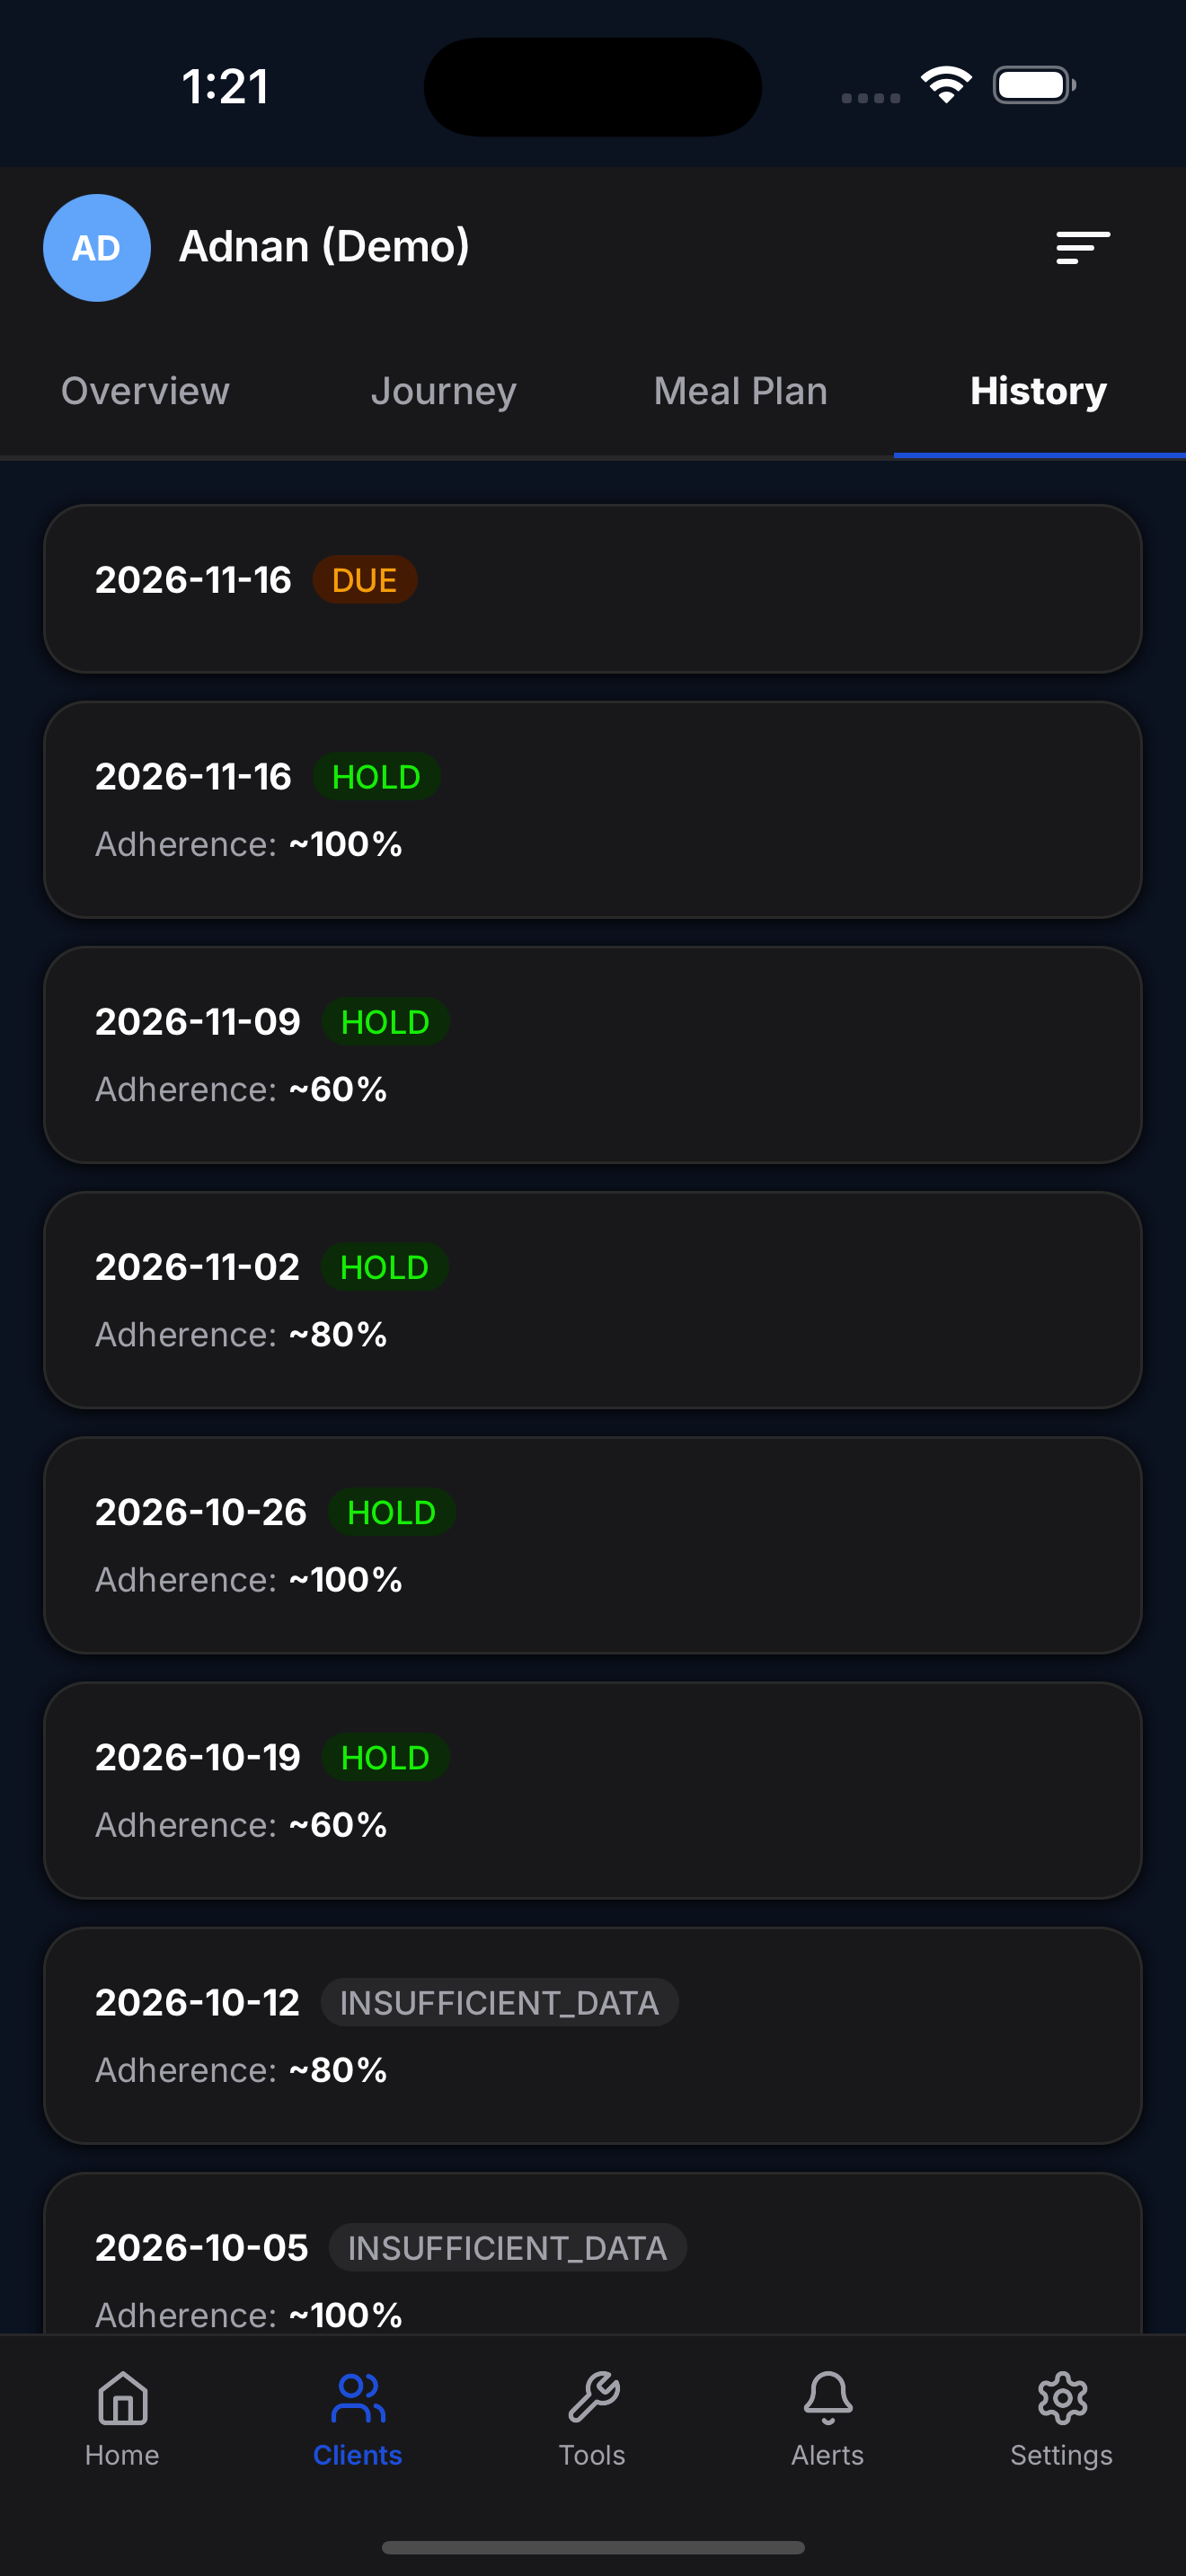 1:21
AD
Adnan (Demo)
Overview Journey Meal Plan History
2026-11-16 DUE
2026-11-16 HOLD
Adherence: ~100%
2026-11-09 HOLD
Adherence: ~60%
2026-11-02 HOLD
Adherence: ~80%
2026-10-26 HOLD
Adherence: ~100%
2026-10-19 HOLD
Adherence: ~60%
2026-10-12 INSUFFICIENT_DATA
Adherence: ~80%
2026-10-05 INSUFFICIENT_DATA
Adherence: ~100%
Home Clients Tools Alerts Settings